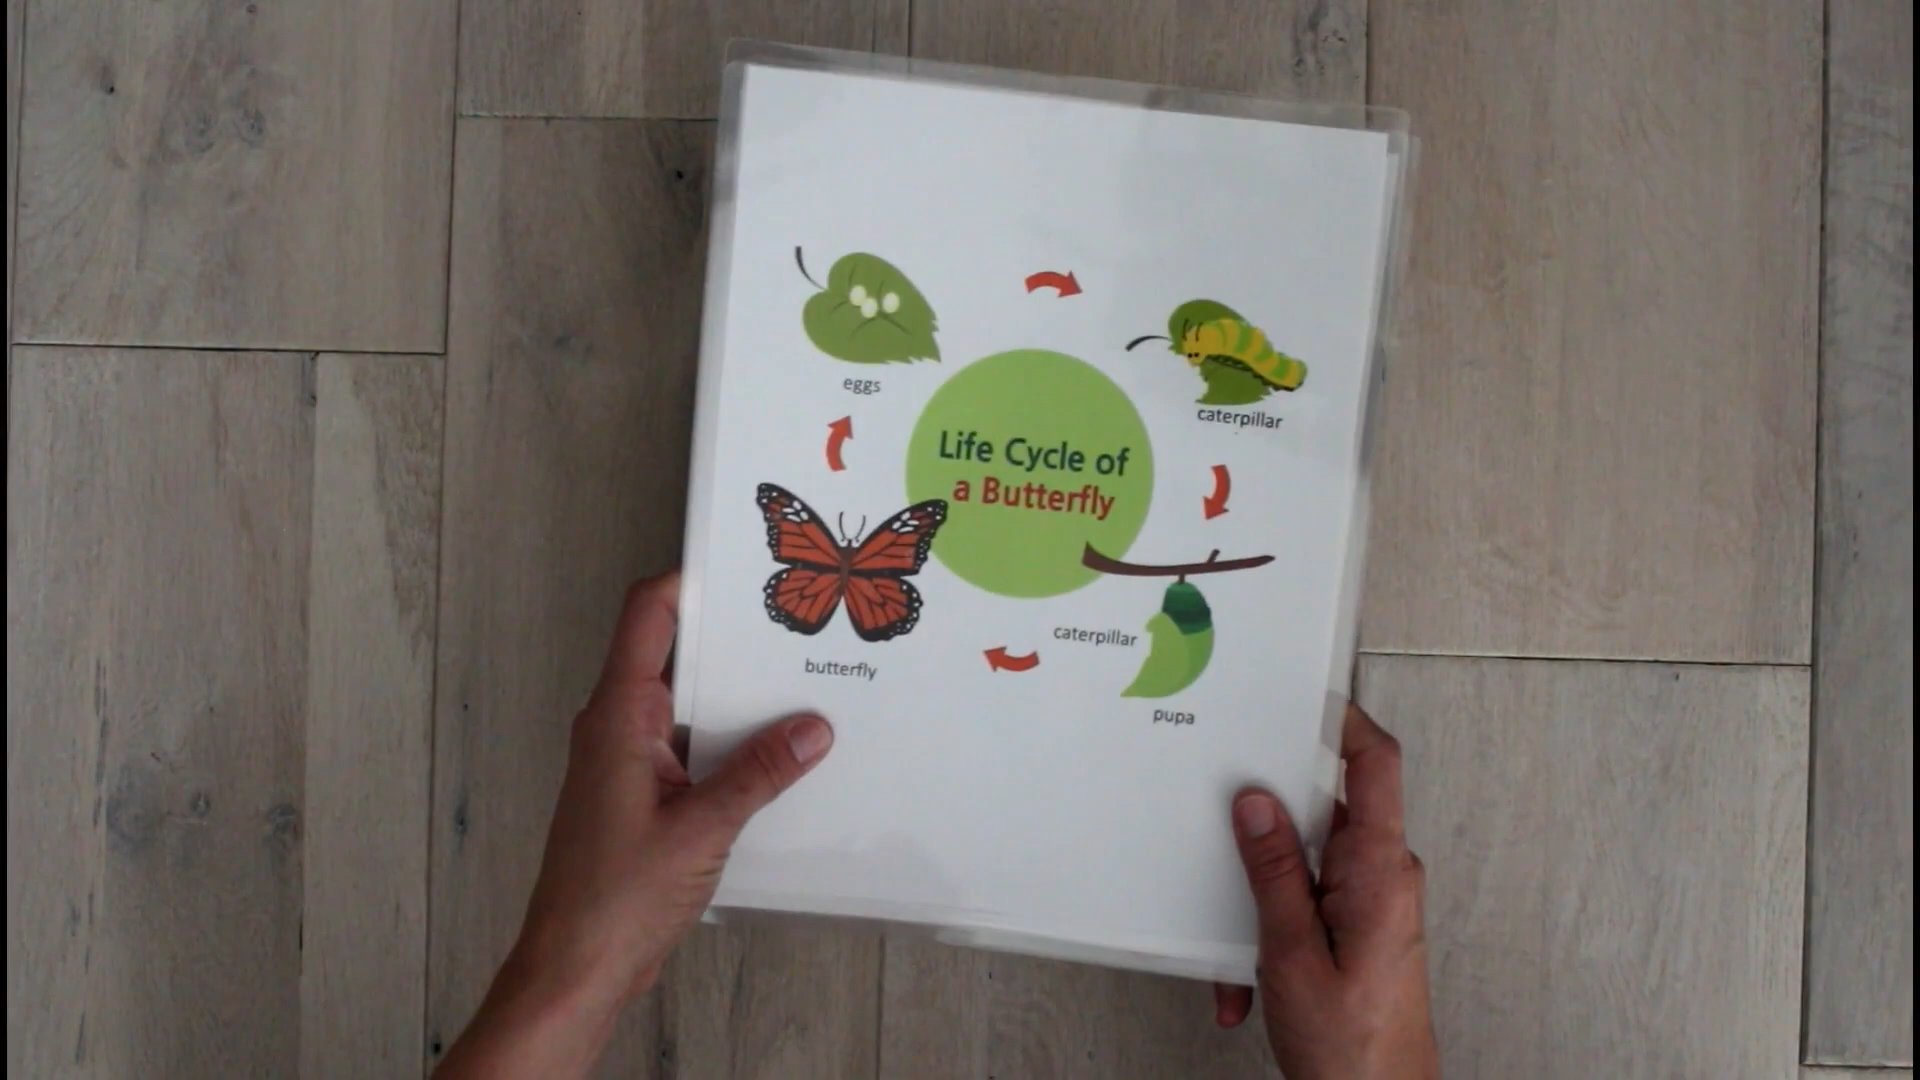 eggs
caterpillar
Life Cycle of
a Butterfly
caterpillar
butterfly
pupa